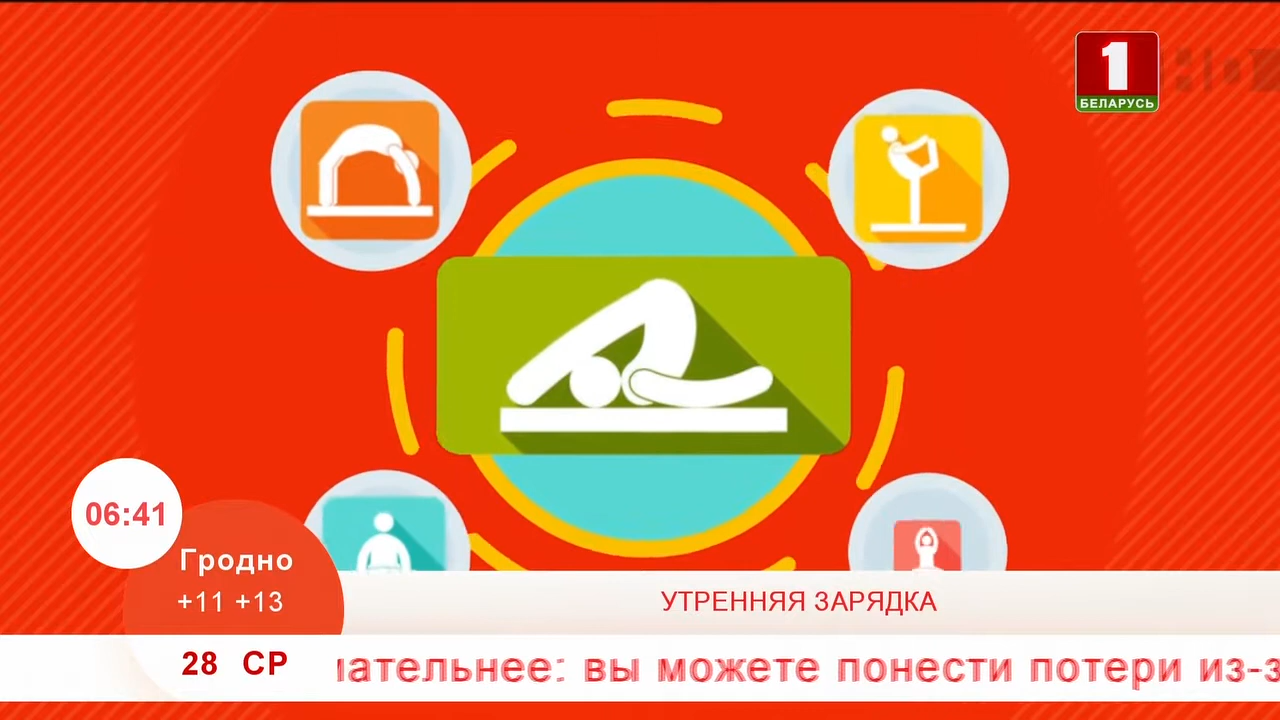 1
БЕЛАРУСЬ
06:41
Гродно
+11 +13
УТРЕННЯЯ ЗАРЯДКА
28 СР
вы можете понести потери